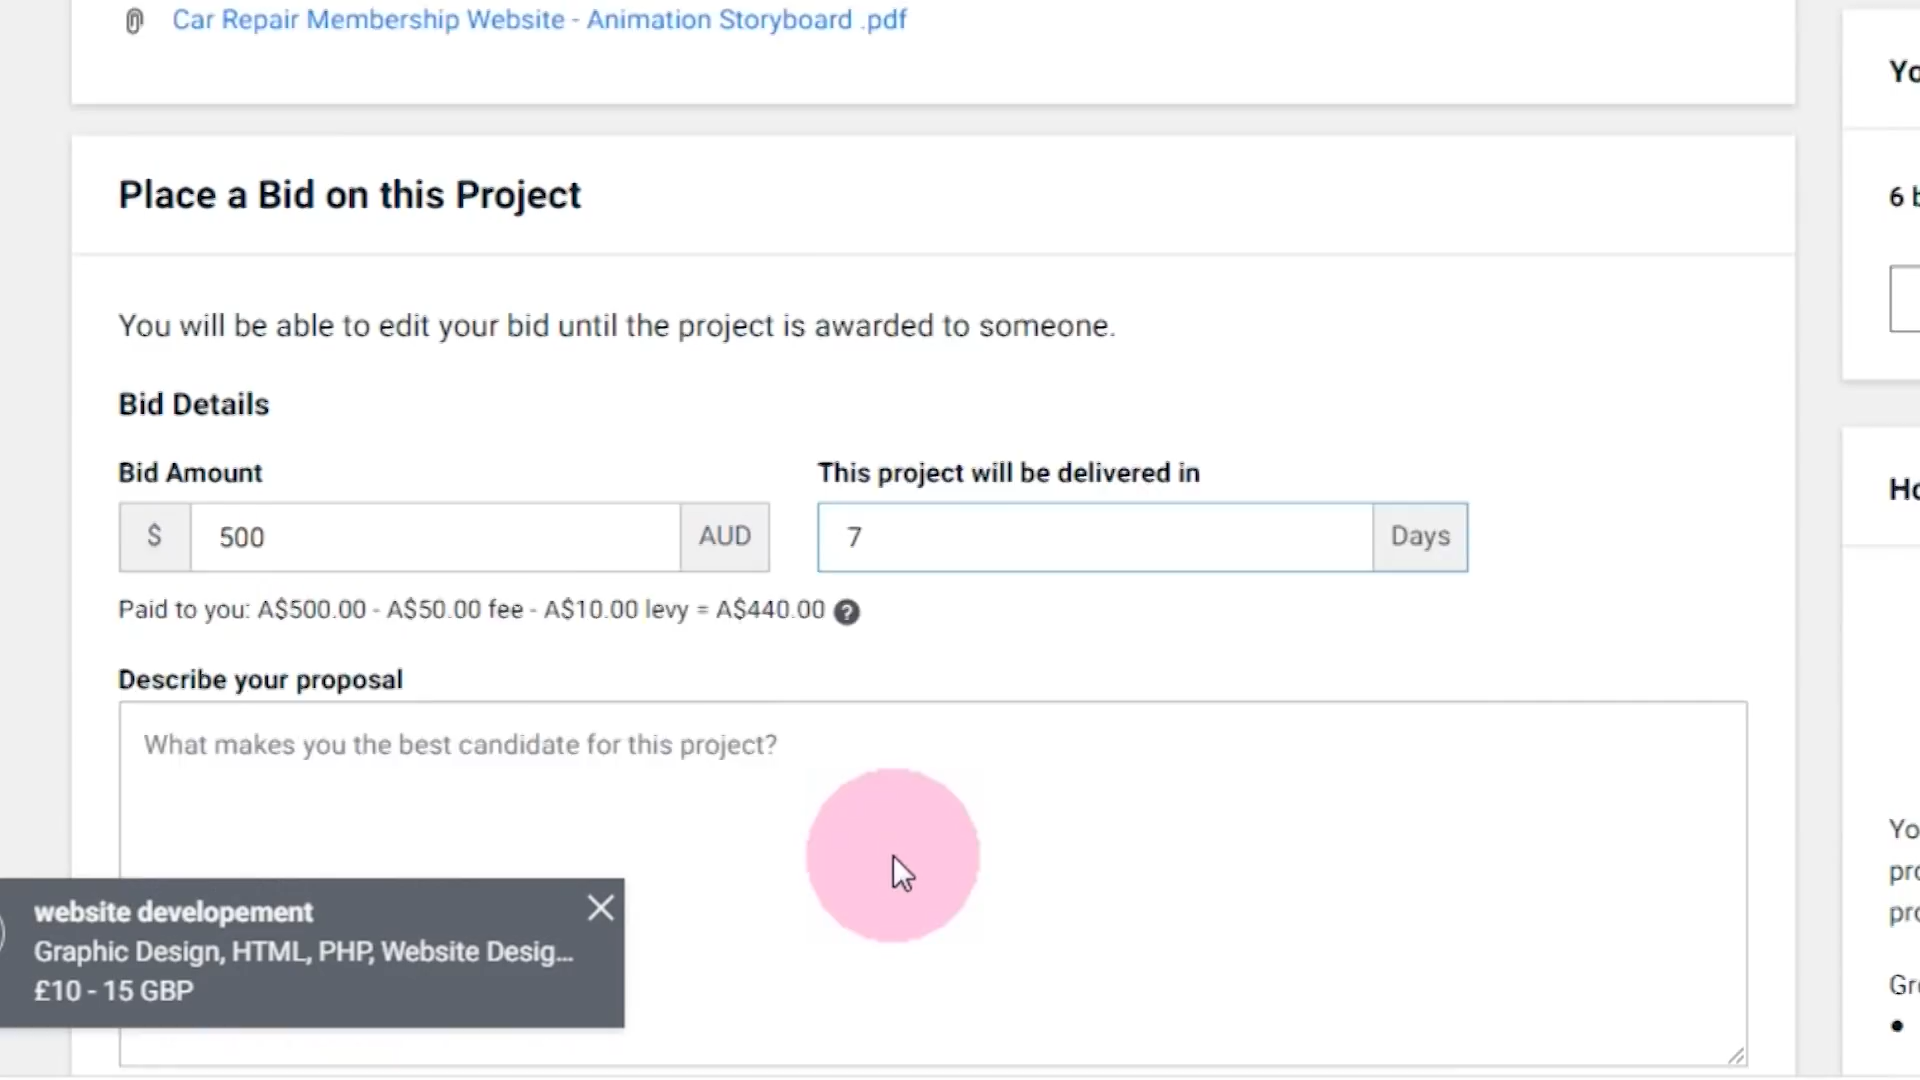 Car Repair Membership Website - Animation Storyboard .pdf
Place a Bid on this Project
You will be able to edit your bid until the project is awarded to someone.
Bid Details
Bid Amount
This project will be delivered in
$ 500 AUD
7 Days
Paid to you: A$500.00 - A$50.00 fee - A$10.00 levy = A$440.00 ?
Describe your proposal
What makes you the best candidate for this project?
website developement
Graphic Design, HTML, PHP, Website Desig...
£10 - 15 GBP
6